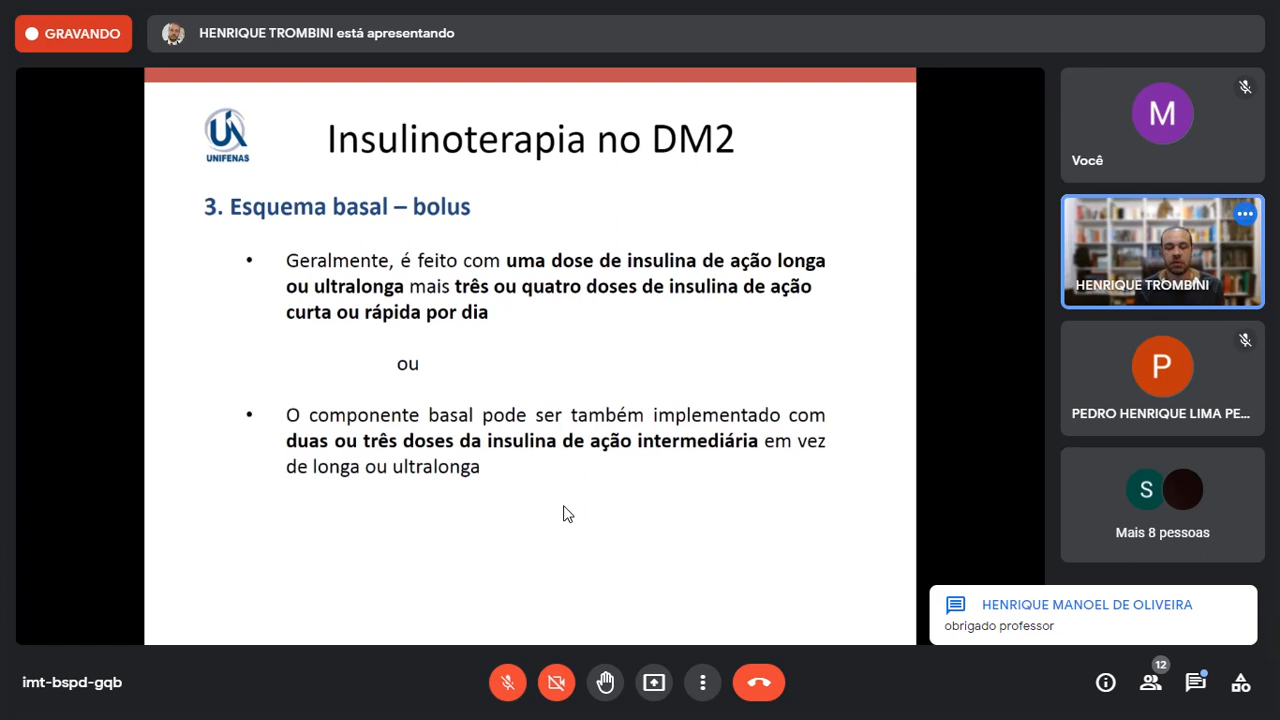 GRAVANDO
HENRIQUE TROMBINI está apresentando
UNIFENAS
Insulinoterapia no DM2
3. Esquema basal – bolus
• Geralmente, é feito com uma dose de insulina de ação longa
ou ultralonga mais três ou quatro doses de insulina de ação
curta ou rápida por dia
ou
• O componente basal pode ser também implementado com
duas ou três doses da insulina de ação intermediária em vez
de longa ou ultralonga
M
Você
HENRIQUE TROMBINI
P
PEDRO HENRIQUE LIMA PE...
S
Mais 8 pessoas
HENRIQUE MANOEL DE OLIVEIRA
obrigado professor
imt-bspd-gqb
12